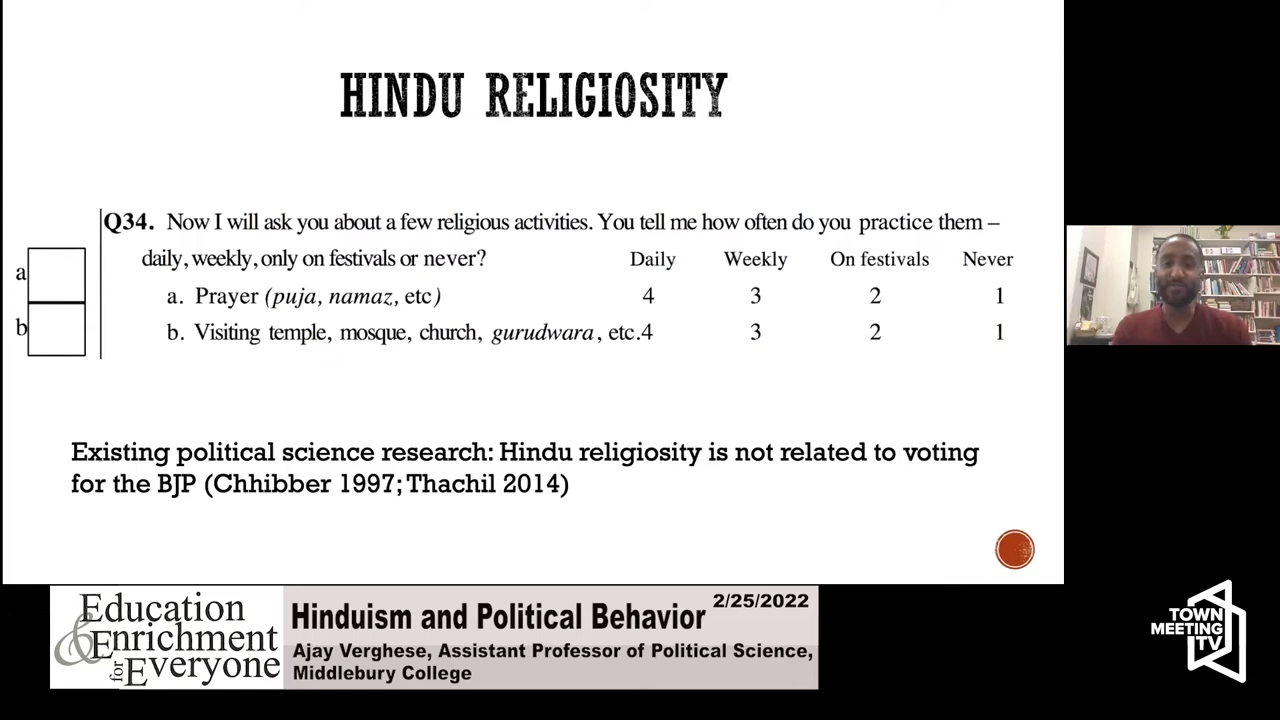 HINDU RELIGIOSITY
Q34. Now I will ask you about a few religious activities. You tell me how often do you practice them –
daily, weekly, only on festivals or never? Daily Weekly On festivals Never
a a. Prayer (puja, namaz, etc) 4 3 2 1
b b. Visiting temple, mosque, church, gurudwara, etc. 4 3 2 1
Existing political science research: Hindu religiosity is not related to voting
for the BJP (Chhibber 1997; Thachil 2014)
Education
& Enrichment
for Everyone
Hinduism and Political Behavior 2/25/2022
Ajay Verghese, Assistant Professor of Political Science,
Middlebury College
TOWN
MEETING
TV